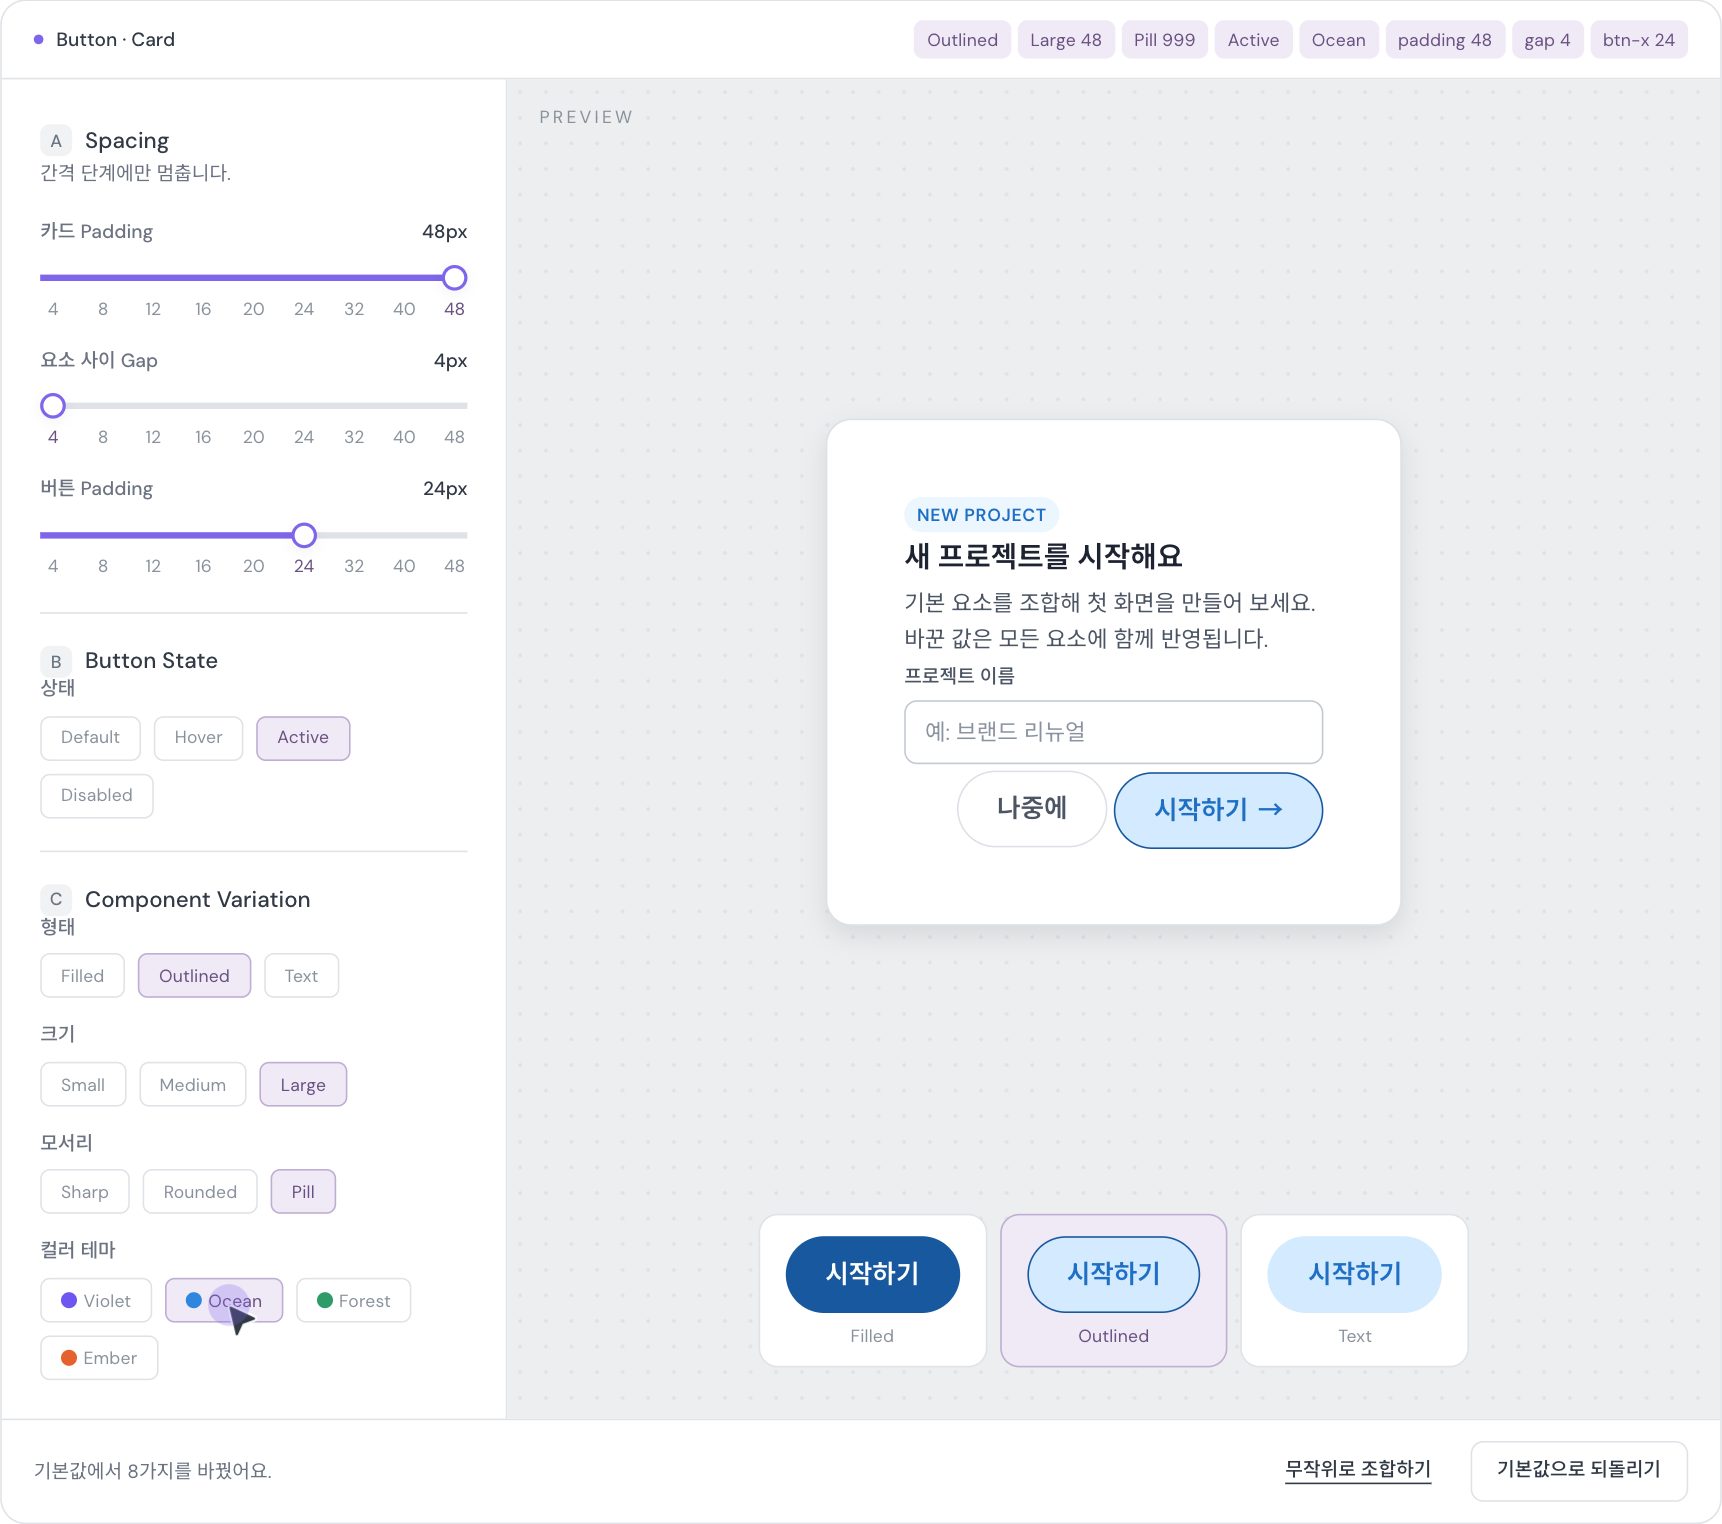 Button · Card
Outlined Large 48 Pill 999 Active Ocean padding 48 gap 4 btn-x 24
A Spacing
간격 단계에만 멈춥니다.
카드 Padding 48px
4 8 12 16 20 24 32 40 48
요소 사이 Gap 4px
4 8 12 16 20 24 32 40 48
버튼 Padding 24px
4 8 12 16 20 24 32 40 48
B Button State
상태
Default Hover Active
Disabled
C Component Variation
형태
Filled Outlined Text
크기
Small Medium Large
모서리
Sharp Rounded Pill
컬러 테마
Violet Ocean Forest
Ember
PREVIEW
NEW PROJECT
새 프로젝트를 시작해요
기본 요소를 조합해 첫 화면을 만들어 보세요.
바꾼 값은 모든 요소에 함께 반영됩니다.
프로젝트 이름
예: 브랜드 리뉴얼
나중에 시작하기 →
시작하기 시작하기 시작하기
Filled Outlined Text
기본값에서 8가지를 바꿨어요.
무작위로 조합하기 기본값으로 되돌리기